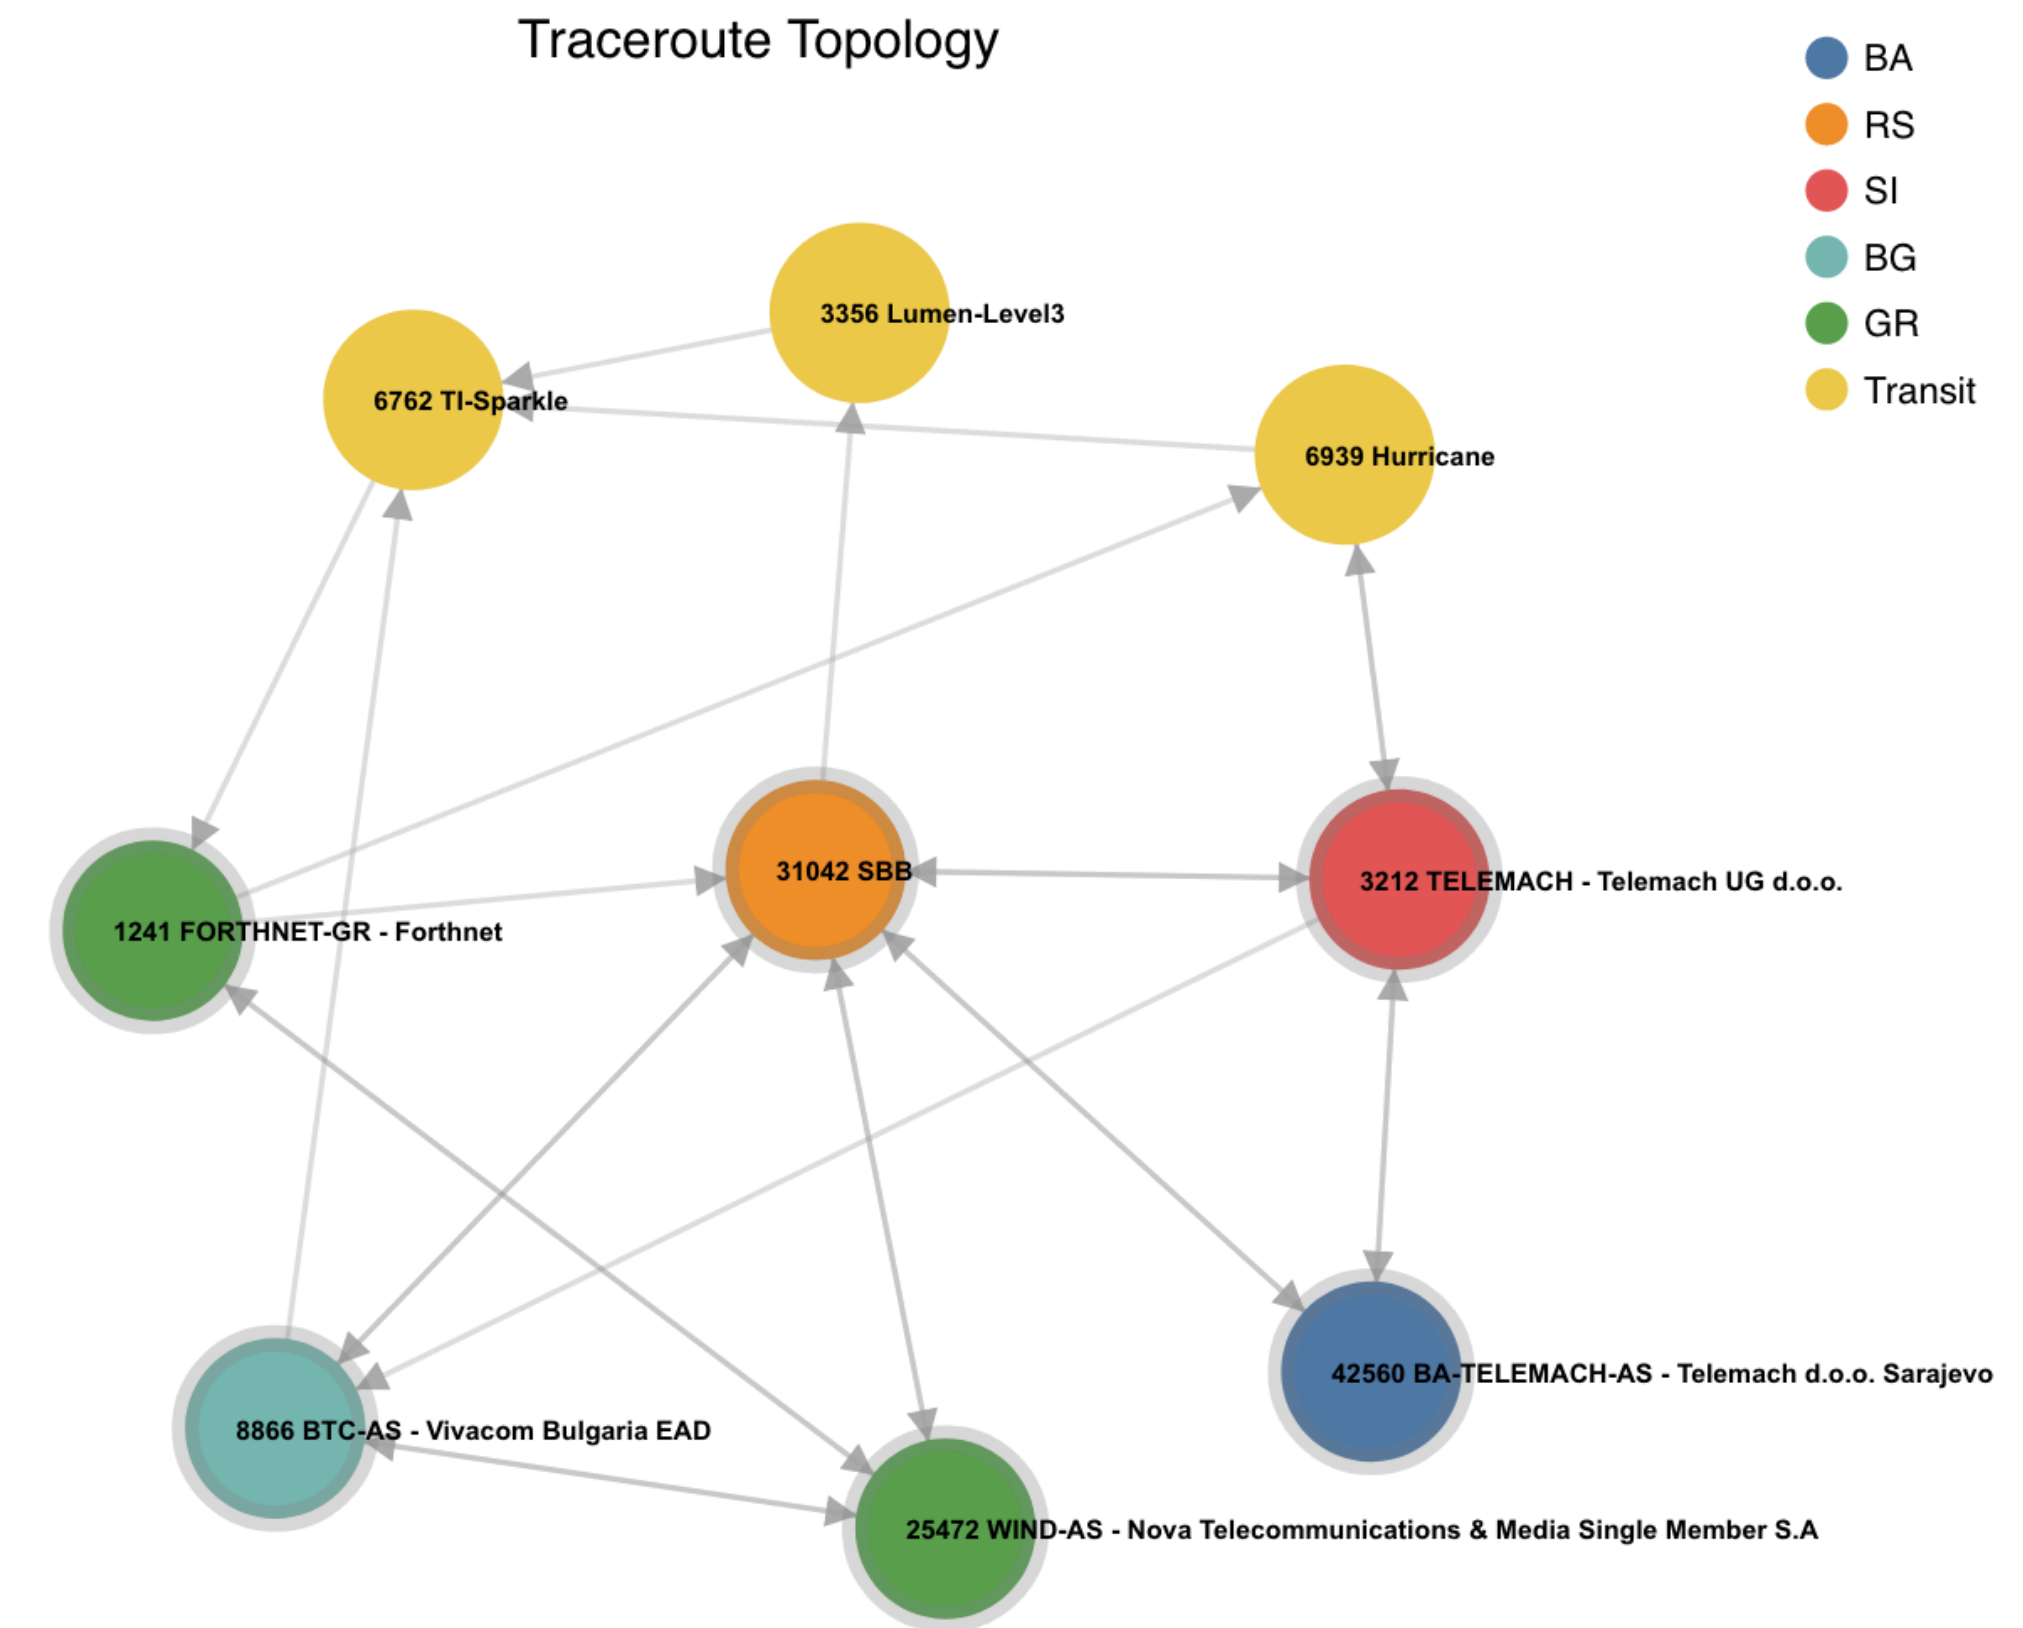 Traceroute Topology
BA
RS
SI
BG
GR
Transit
3356 Lumen-Level3
6762 TI-Sparkle
6939 Hurricane
31042 SBB
3212 TELEMACH - Telemach UG d.o.o.
1241 FORTHNET-GR - Forthnet
42560 BA-TELEMACH-AS - Telemach d.o.o. Sarajevo
8866 BTC-AS - Vivacom Bulgaria EAD
25472 WIND-AS - Nova Telecommunications & Media Single Member S.A